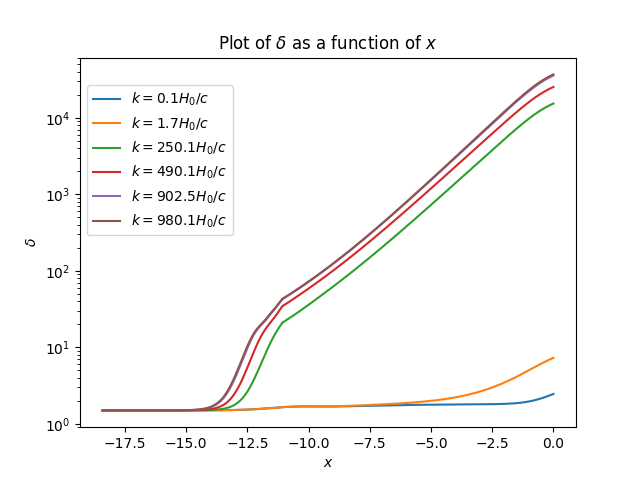 Plot of δ as a function of x
k = 0.1H₀/c
k = 1.7H₀/c
k = 250.1H₀/c
k = 490.1H₀/c
k = 902.5H₀/c
k = 980.1H₀/c
10⁴
10³
10²
10¹
10⁰
δ
−17.5 −15.0 −12.5 −10.0 −7.5 −5.0 −2.5 0.0
x